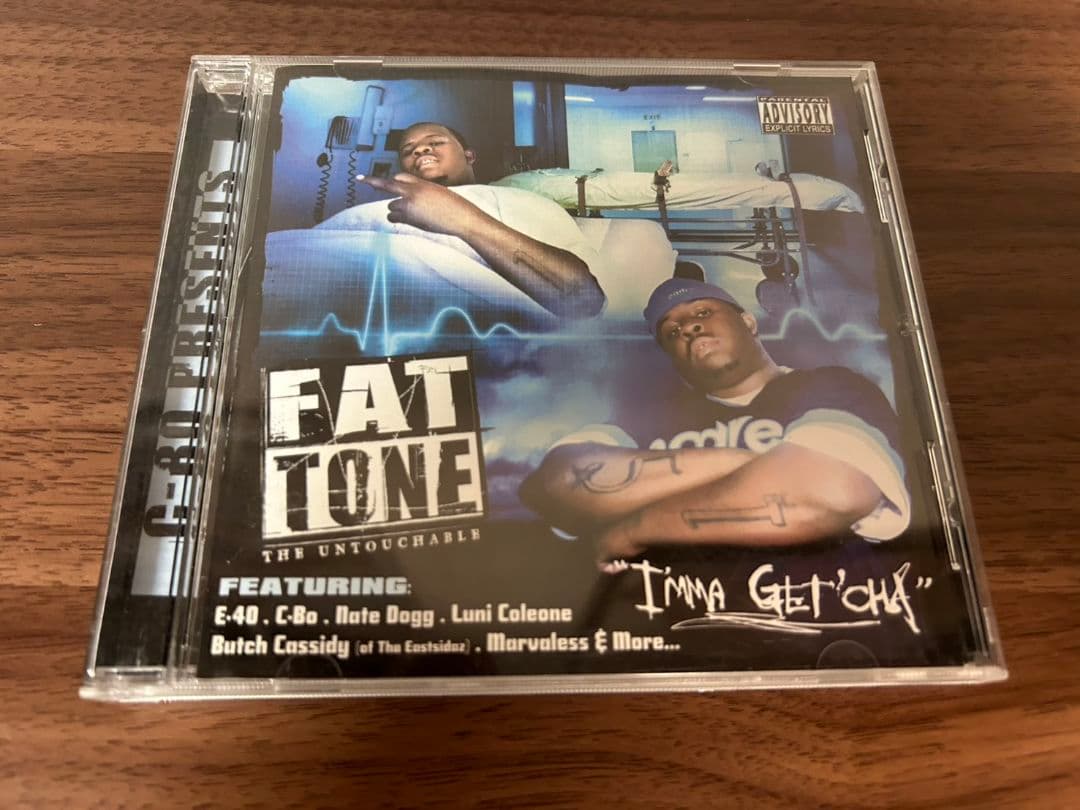 C-BO PRESENTS
PARENTAL
ADVISORY
EXPLICIT LYRICS
EXIT
FAT
TONE
THE UNTOUCHABLE
FEATURING:
E-40 . C-Bo . Nate Dogg . Luni Coleone
Butch Cassidy (of Tha Eastsidaz) . Marvaless & More...
"I'MMA GET'CHA"